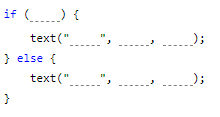 if (_____) {
    text("_____", _____, _____);
} else {
    text("_____", _____, _____);
}